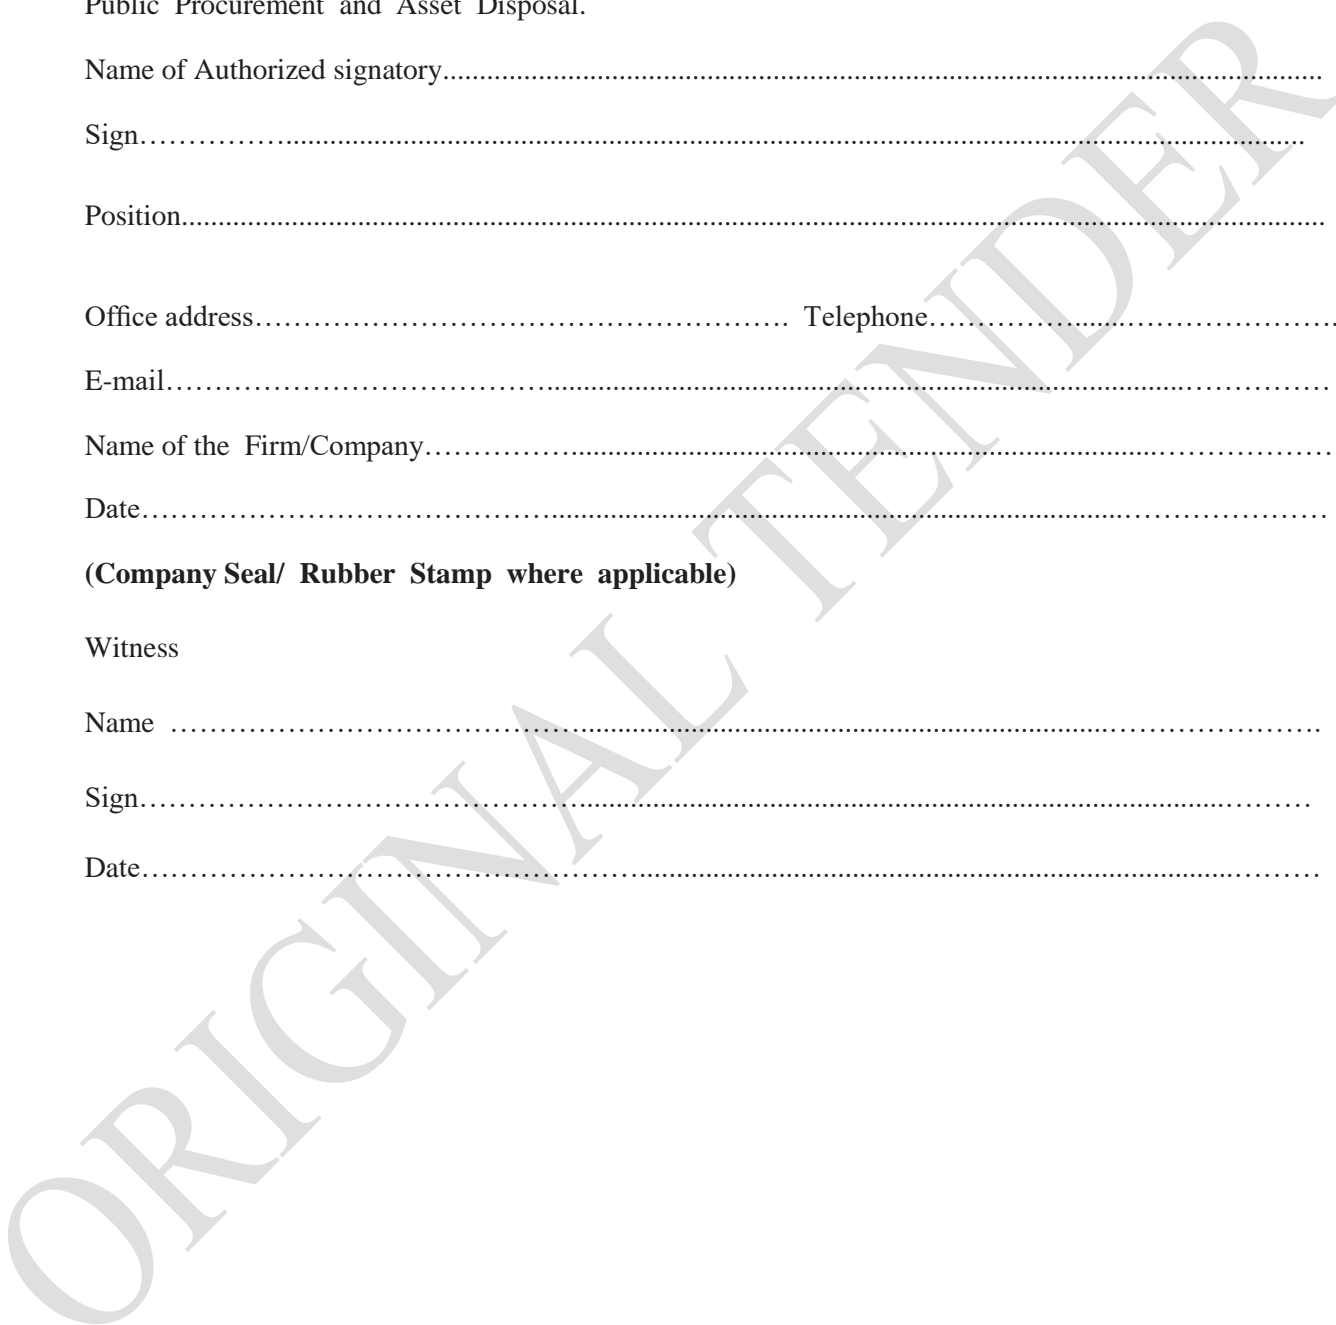 Public Procurement and Asset Disposal.
Name of Authorized signatory........................................................................................................................
Sign……………...........................................................................................................................................
Position...........................................................................................................................................................
Office address………………………………………………. Telephone……………........……………………
E-mail…………………………………........................................................................................……………
Name of the Firm/Company……………................................................................................…………………
Date……………………………………..............................................................................……………………
(Company Seal/ Rubber Stamp where applicable)
Witness
Name ……………………………………........................................................................…………………….
Sign………………………………………........................................................................................………
Date……………………………………………..................................................................................………
ORIGINAL TENDER